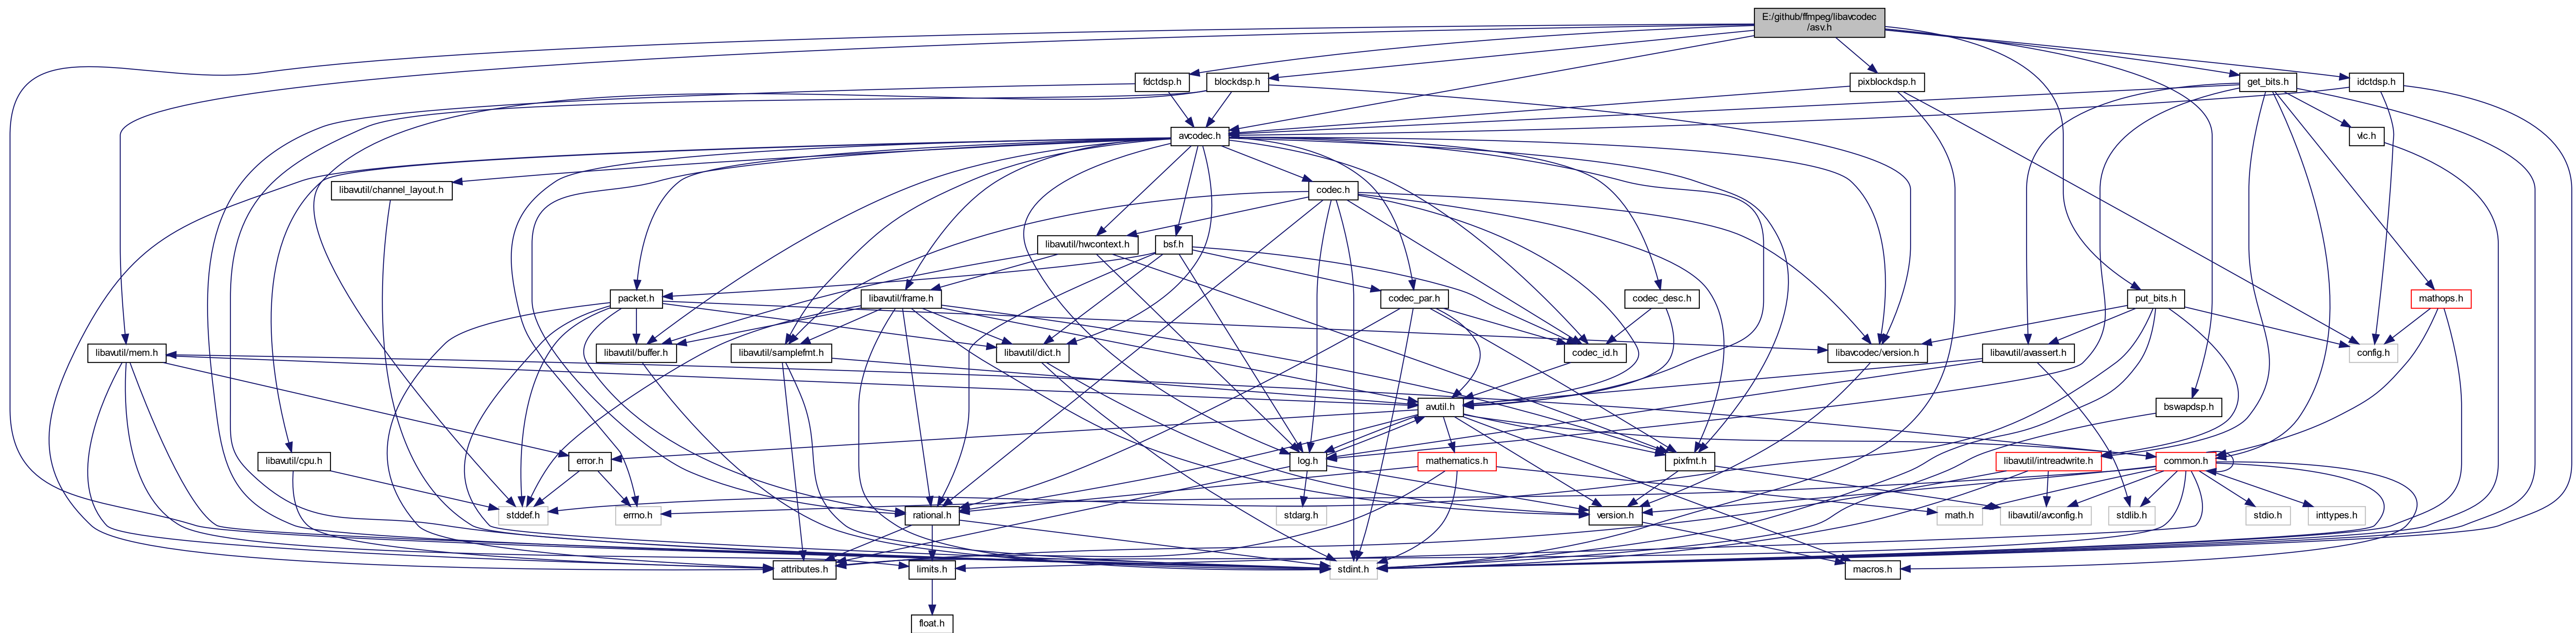 E:/github/ffmpeg/libavcodec
/asv.h
fdctdsp.h
blockdsp.h
pixblockdsp.h
get_bits.h
idctdsp.h
avcodec.h
vlc.h
libavutil/channel_layout.h
codec.h
libavutil/hwcontext.h
bsf.h
packet.h
libavutil/frame.h
codec_par.h
codec_desc.h
put_bits.h
mathops.h
libavutil/mem.h
libavutil/buffer.h
libavutil/samplefmt.h
libavutil/dict.h
codec_id.h
libavcodec/version.h
libavutil/avassert.h
config.h
avutil.h
bswapdsp.h
libavutil/cpu.h
error.h
log.h
mathematics.h
pixfmt.h
libavutil/intreadwrite.h
common.h
stddef.h
errno.h
rational.h
stdarg.h
version.h
math.h
libavutil/avconfig.h
stdlib.h
stdio.h
inttypes.h
attributes.h
limits.h
stdint.h
macros.h
float.h